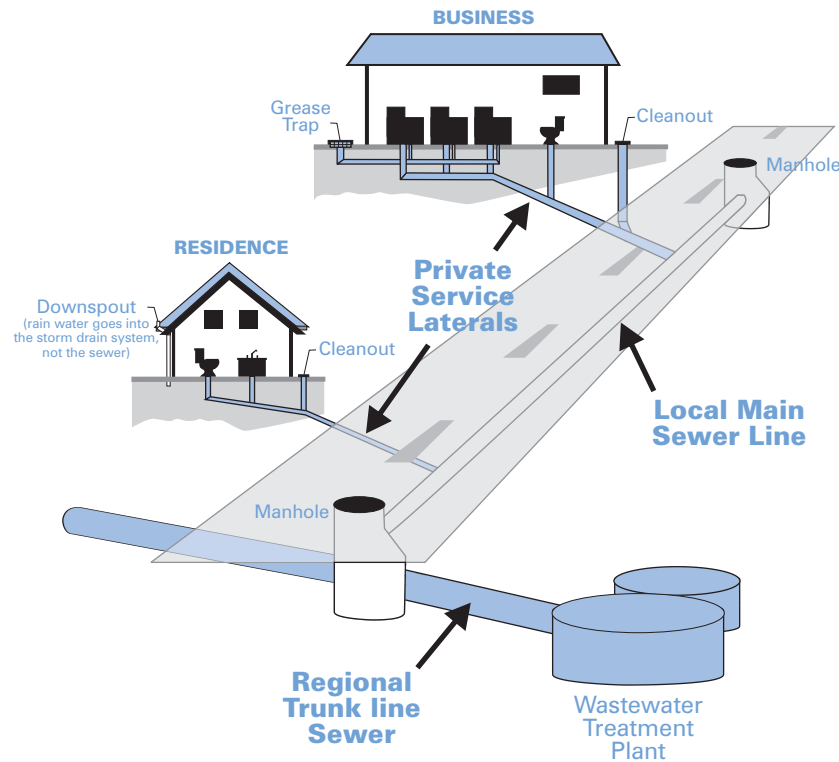 BUSINESS
Grease
Trap
Cleanout
Manhole
RESIDENCE
Private
Service
Laterals
Downspout
(rain water goes into
the storm drain system,
not the sewer)
Cleanout
Local Main
Sewer Line
Manhole
Regional
Trunk line
Sewer
Wastewater
Treatment
Plant